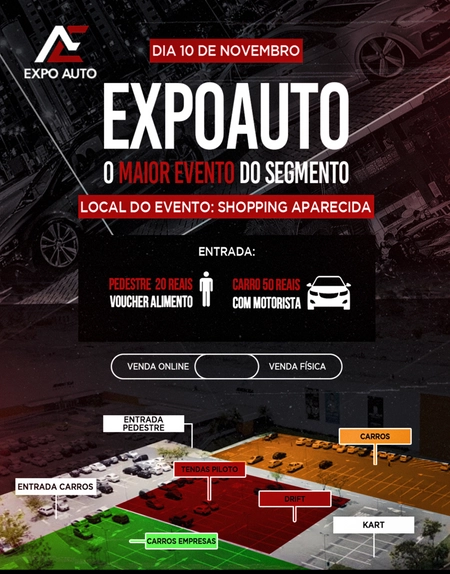 DIA 10 DE NOVEMBRO
EXPO AUTO
EXPOAUTO
O MAIOR EVENTO DO SEGMENTO
LOCAL DO EVENTO: SHOPPING APARECIDA
ENTRADA:
PEDESTRE 20 REAIS
VOUCHER ALIMENTO
CARRO 50 REAIS
COM MOTORISTA
VENDA ONLINE
VENDA FÍSICA
ENTRADA
PEDESTRE
CARROS
TENDAS PILOTO
ENTRADA CARROS
DRIFT
KART
CARROS EMPRESAS